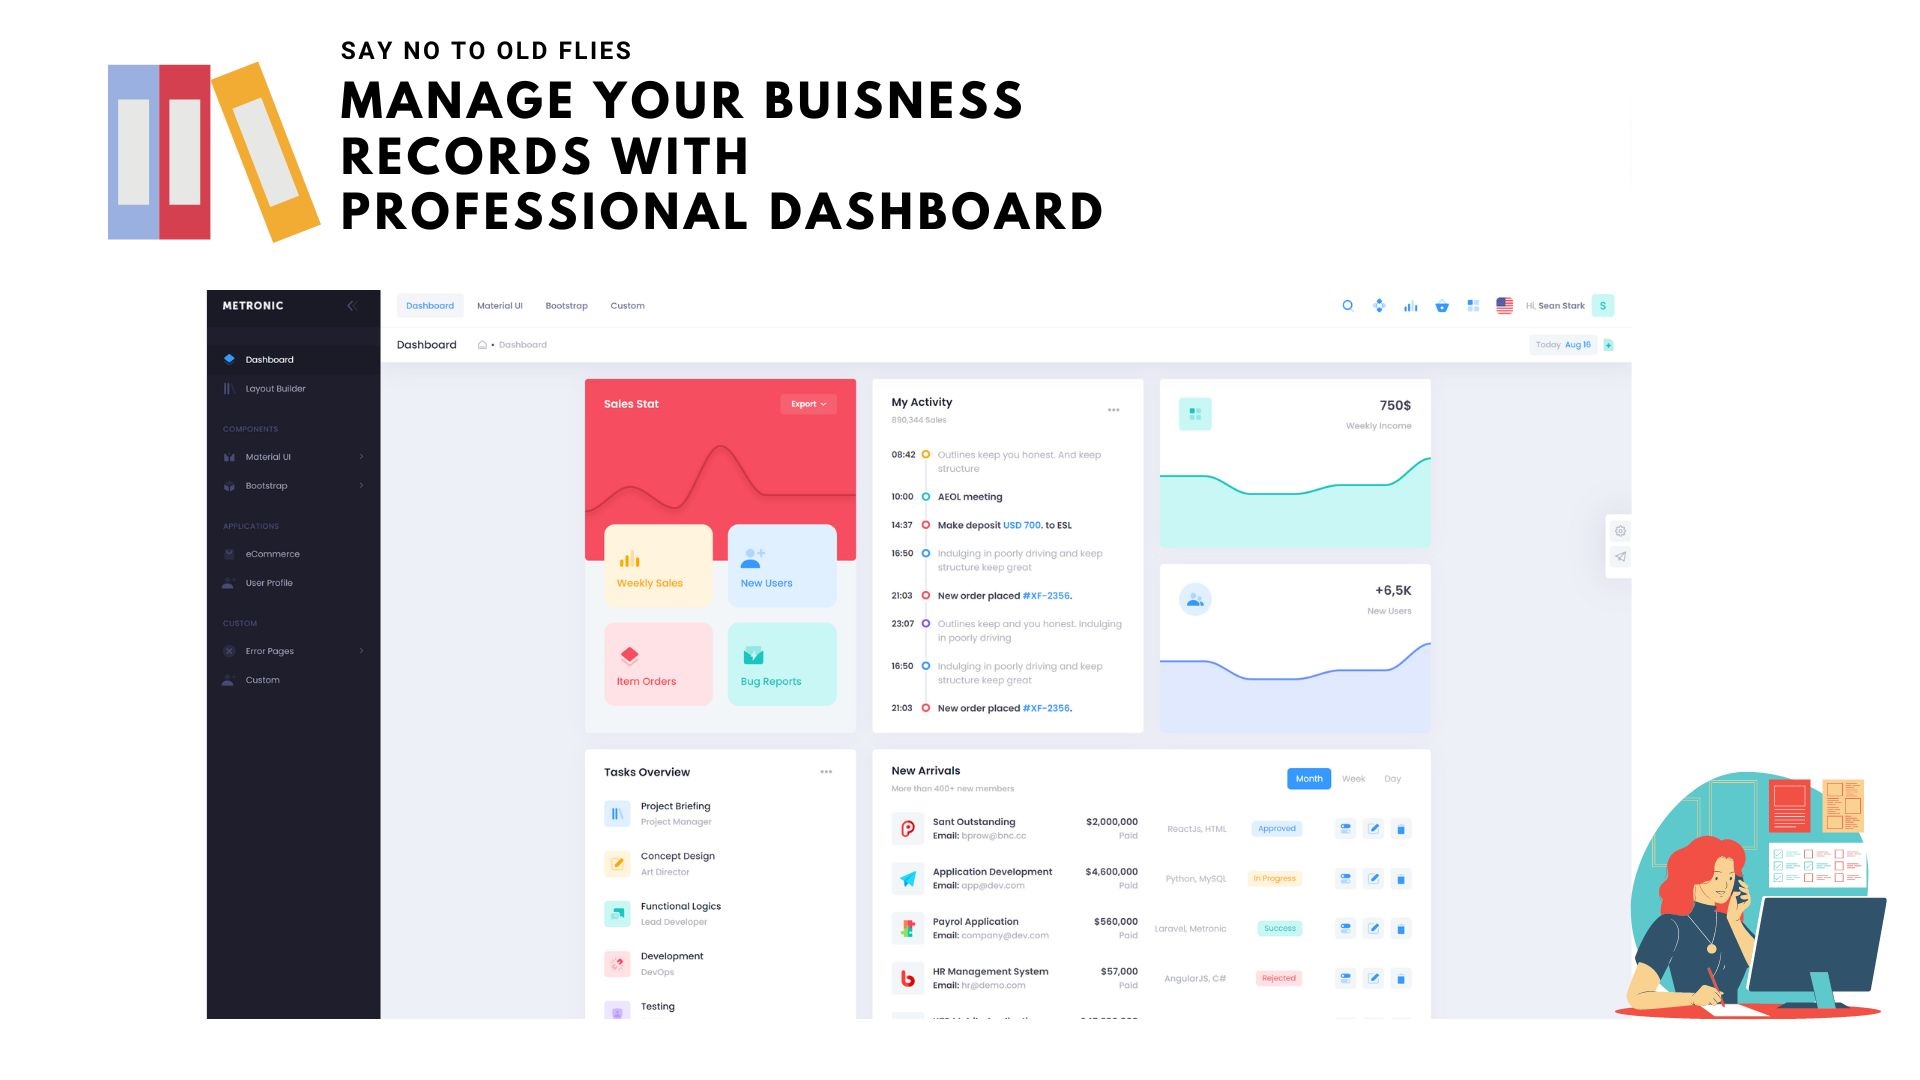 SAY NO TO OLD FLIES
MANAGE YOUR BUISNESS
RECORDS WITH
PROFESSIONAL DASHBOARD
METRONIC
Dashboard
Material UI
Bootstrap
Custom
Hi, Sean Stark
S
Dashboard
Dashboard
Today Aug 16
Dashboard
Layout Builder
COMPONENTS
Material UI
Bootstrap
APPLICATIONS
eCommerce
User Profile
CUSTOM
Error Pages
Custom
Sales Stat
Export
Weekly Sales
New Users
Item Orders
Bug Reports
My Activity
890,344 Sales
08:42 Outlines keep you honest. And keep
structure
10:00 AEOL meeting
14:37 Make deposit USD 700. to ESL
16:50 Indulging in poorly driving and keep
structure keep great
21:03 New order placed #XF-2356.
23:07 Outlines keep and you honest. Indulging
in poorly driving
16:50 Indulging in poorly driving and keep
structure keep great
21:03 New order placed #XF-2356.
750$
Weekly Income
+6,5K
New Users
Tasks Overview
Project Briefing
Project Manager
Concept Design
Art Director
Functional Logics
Lead Developer
Development
DevOps
Testing
New Arrivals
More than 400+ new members
Month
Week
Day
Sant Outstanding $2,000,000
Email: bprow@bnc.cc Paid ReactJs, HTML Approved
Application Development $4,600,000
Email: app@dev.com Paid Python, MySQL In Progress
Payrol Application $560,000
Email: company@dev.com Paid Laravel, Metronic Success
HR Management System $57,000
Email: hr@demo.com Paid AngularJS, C# Rejected